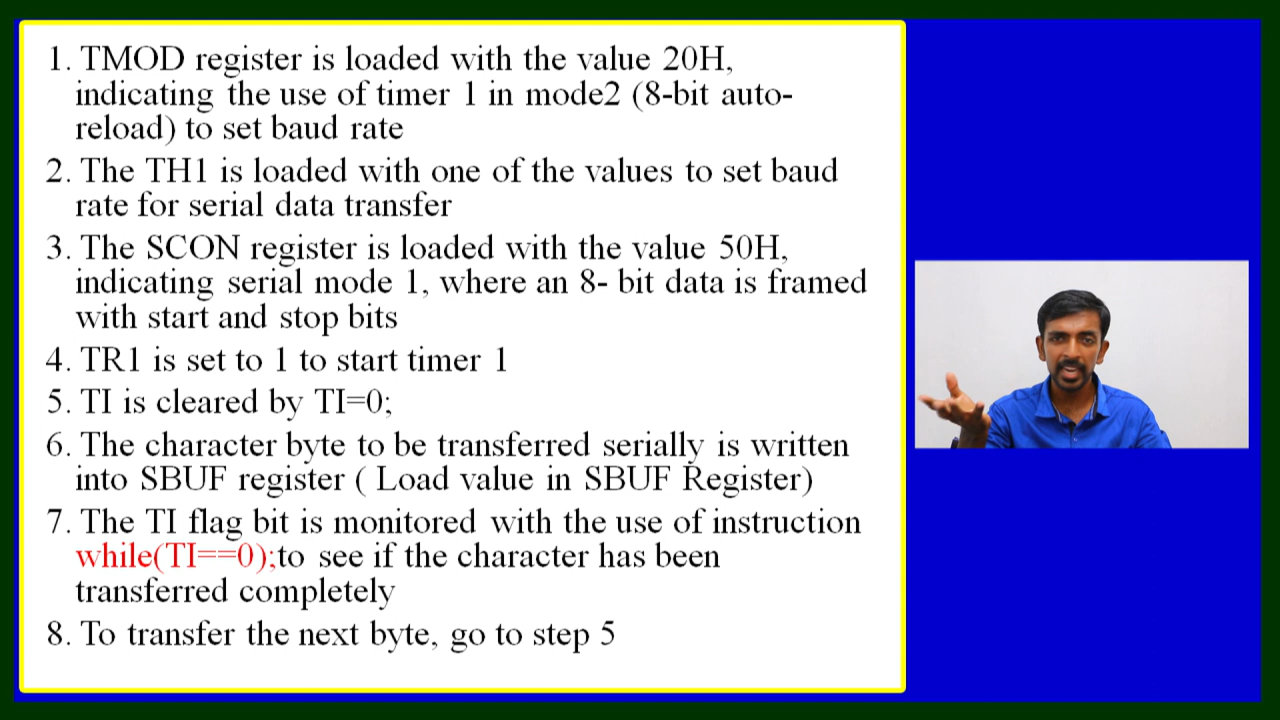 1. TMOD register is loaded with the value 20H,
indicating the use of timer 1 in mode2 (8-bit auto-
reload) to set baud rate
2. The TH1 is loaded with one of the values to set baud
rate for serial data transfer
3. The SCON register is loaded with the value 50H,
indicating serial mode 1, where an 8- bit data is framed
with start and stop bits
4. TR1 is set to 1 to start timer 1
5. TI is cleared by TI=0;
6. The character byte to be transferred serially is written
into SBUF register ( Load value in SBUF Register)
7. The TI flag bit is monitored with the use of instruction
while(TI==0);to see if the character has been
transferred completely
8. To transfer the next byte, go to step 5